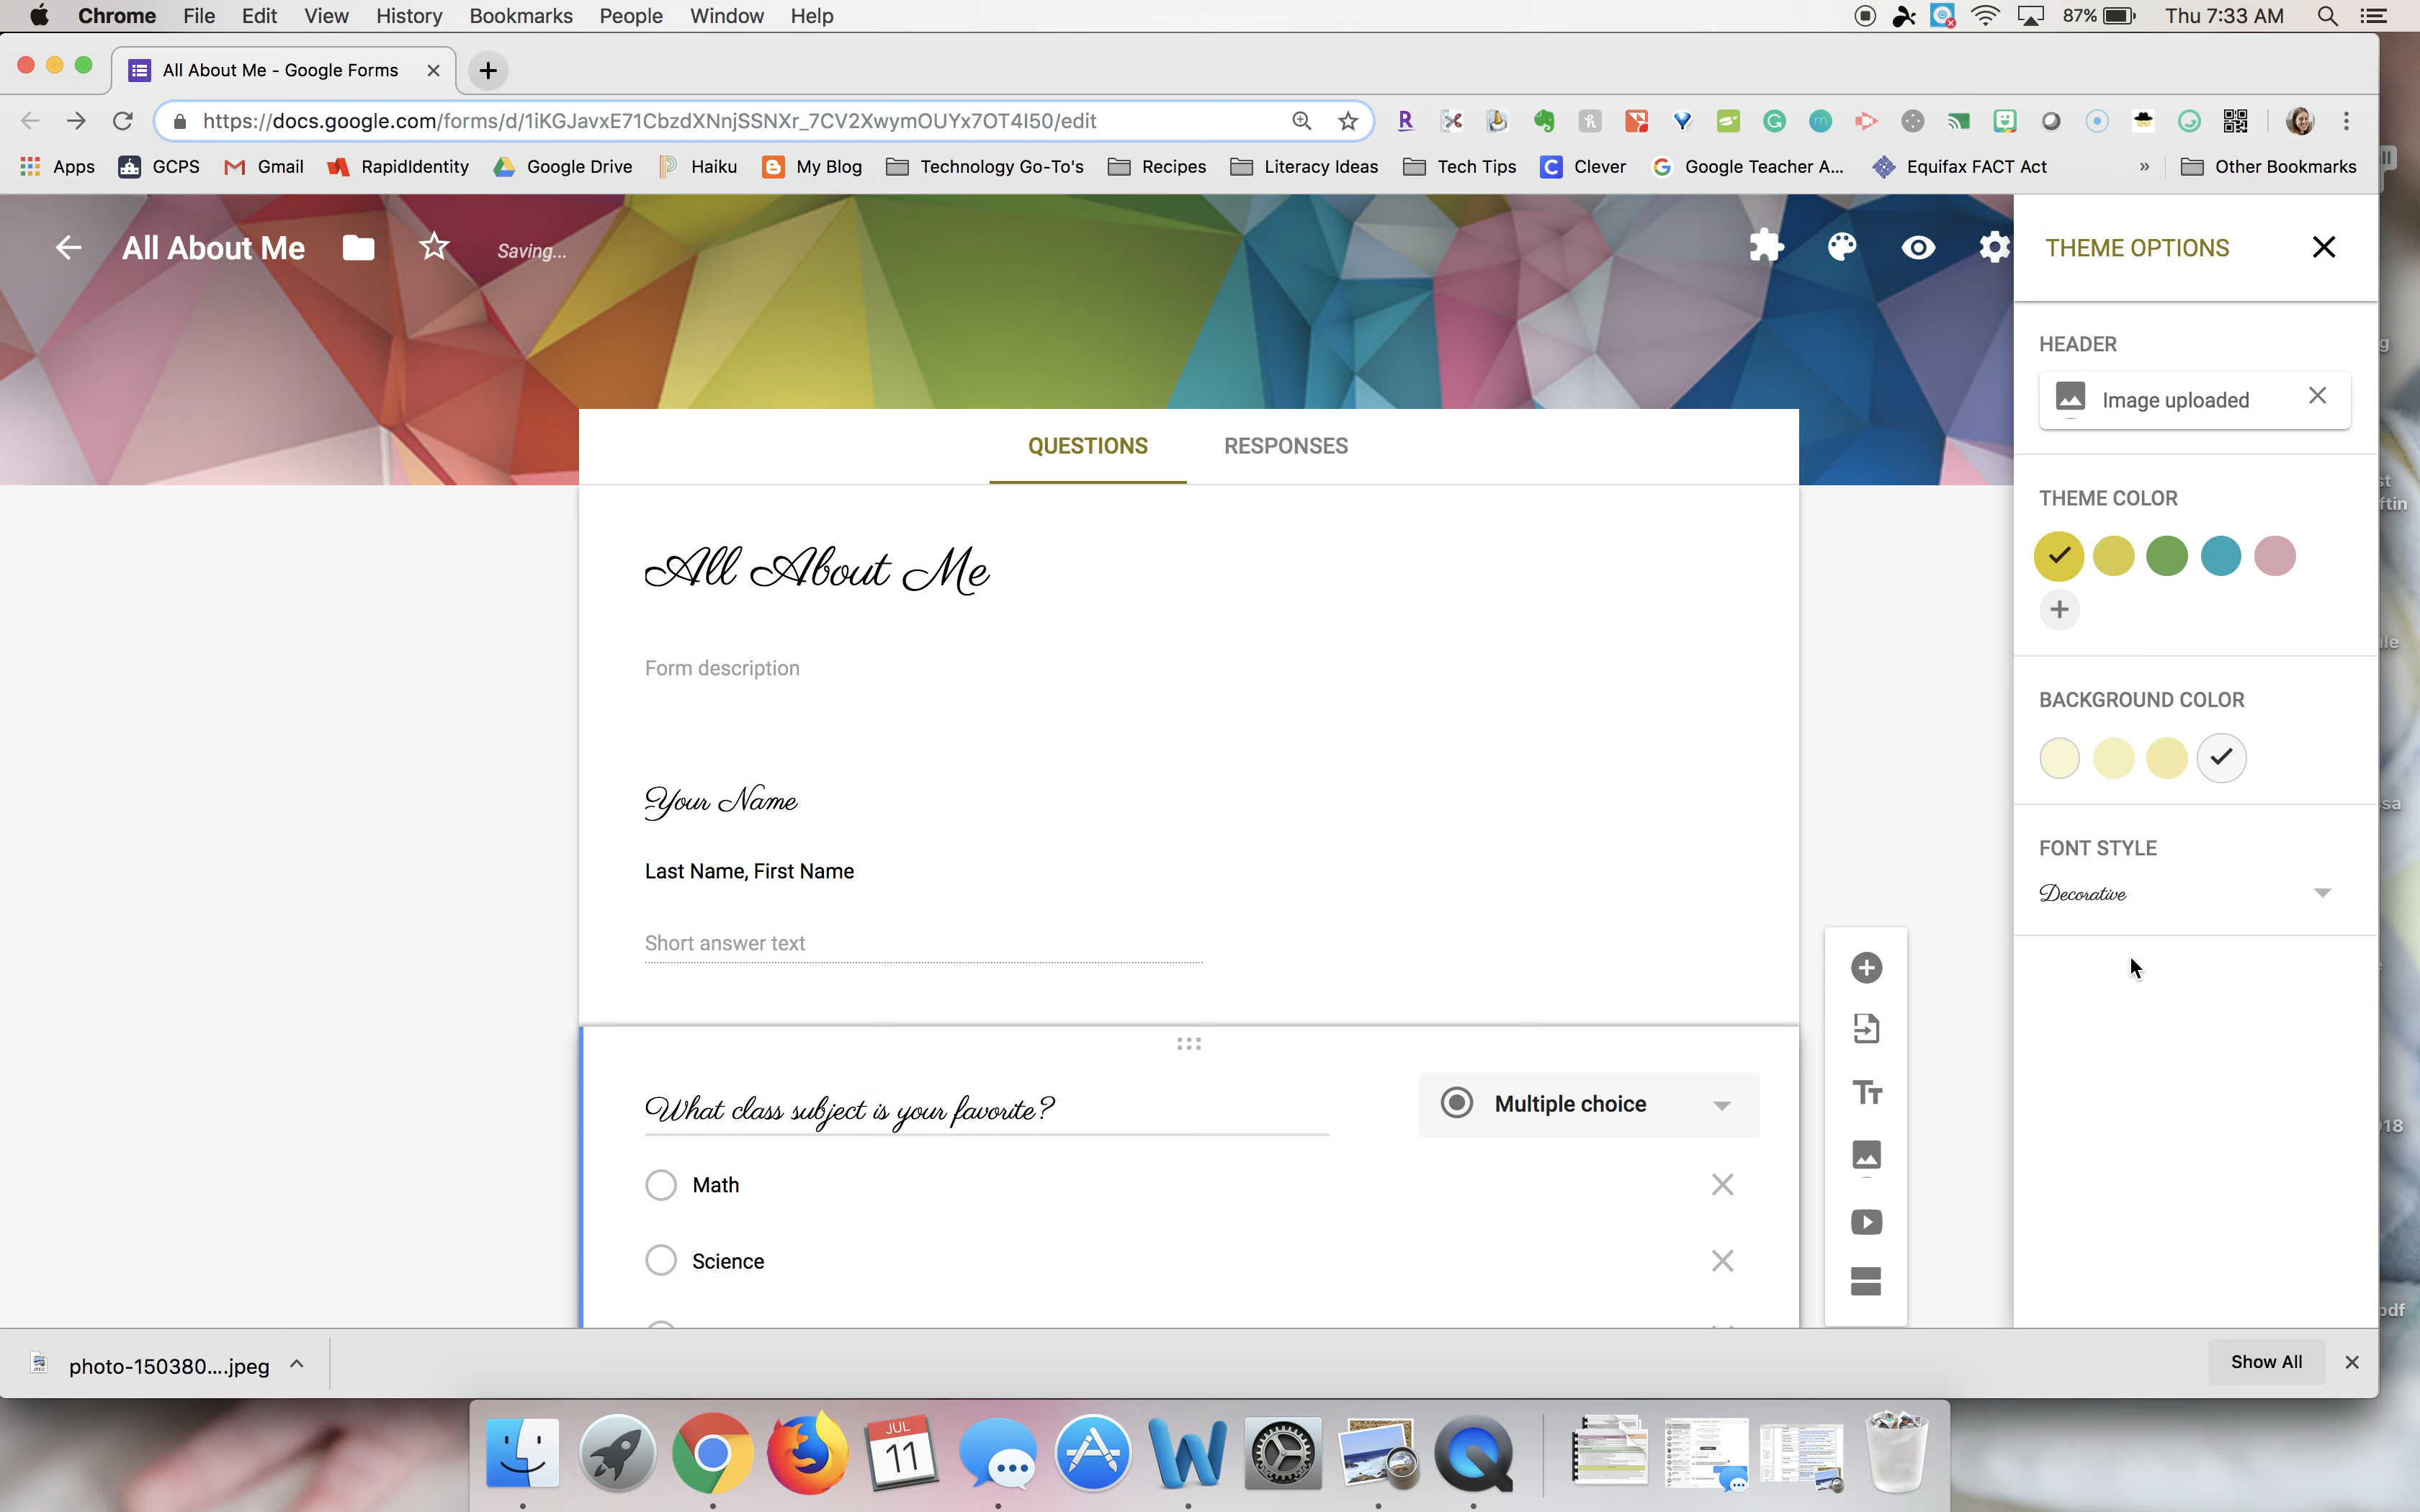 Chrome File Edit View History Bookmarks People Window Help 87% Thu 7:33 AM
All About Me - Google Forms
https://docs.google.com/forms/d/1iKGJavxE71CbzdXNnjSSNXr_7CV2XwymOUYx7OT4I50/edit
Apps GCPS Gmail RapidIdentity Google Drive Haiku My Blog Technology Go-To's Recipes Literacy Ideas Tech Tips Clever Google Teacher A... Equifax FACT Act » Other Bookmarks
All About Me Saving... THEME OPTIONS
HEADER
Image uploaded
QUESTIONS RESPONSES
THEME COLOR
All About Me
Form description
BACKGROUND COLOR
Your Name
Last Name, First Name
FONT STYLE
Decorative
Short answer text
What class subject is your favorite?
Multiple choice
Math
Science
photo-150380....jpeg
Show All
JUL
11